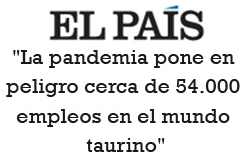 EL PAÍS
"La pandemia pone en
peligro cerca de 54.000
empleos en el mundo
taurino"